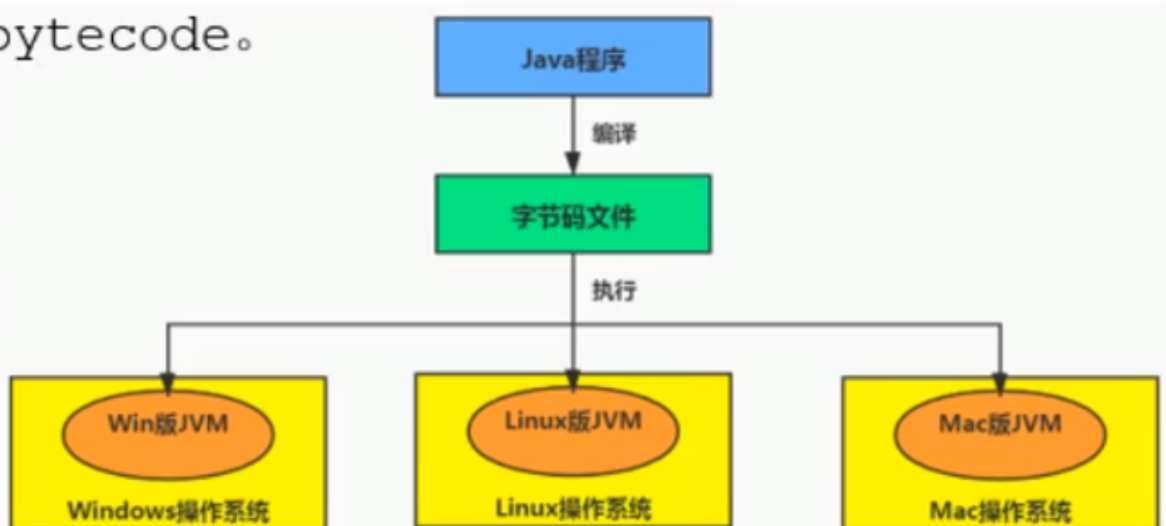 bytecode。
Java程序
编译
字节码文件
执行
Win版JVM
Linux版JVM
Mac版JVM
Windows操作系统
Linux操作系统
Mac操作系统